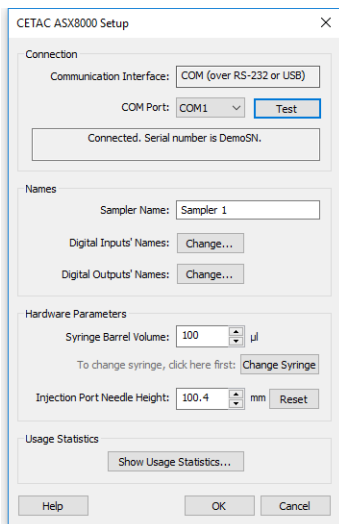 CETAC ASX8000 Setup
Connection
Communication Interface: COM (over RS-232 or USB)
COM Port: COM1 Test
Connected. Serial number is DemoSN.
Names
Sampler Name: Sampler 1
Digital Inputs' Names: Change...
Digital Outputs' Names: Change...
Hardware Parameters
Syringe Barrel Volume: 100 µl
To change syringe, click here first: Change Syringe
Injection Port Needle Height: 100.4 mm Reset
Usage Statistics
Show Usage Statistics...
Help OK Cancel